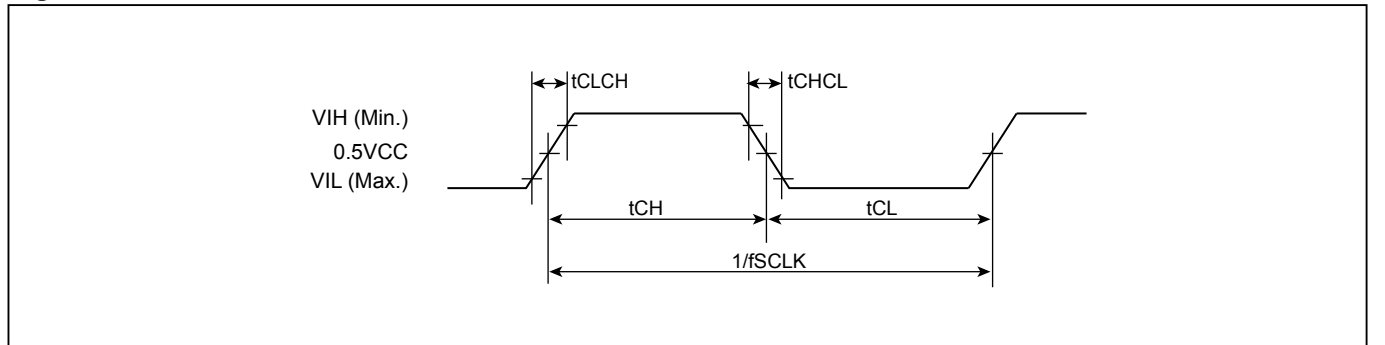 tCLCH
tCHCL
VIH (Min.)
0.5VCC
VIL (Max.)
tCH
tCL
1/fSCLK